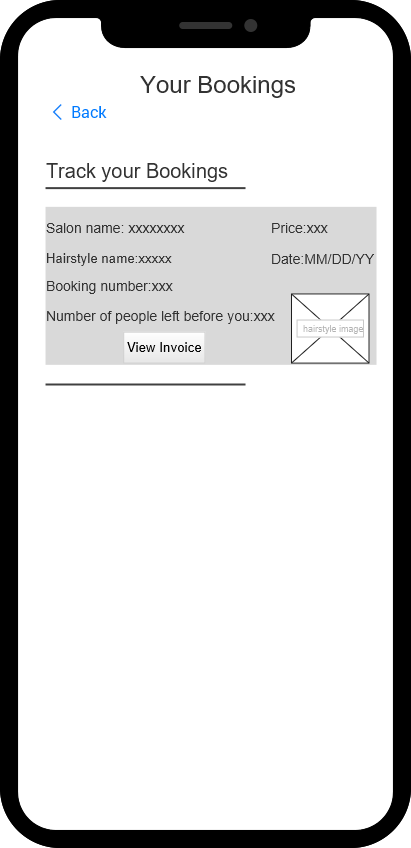 Your Bookings
Back
Track your Bookings
Salon name: xxxxxxxx
Price:xxx
Hairstyle name:xxxxx
Date:MM/DD/YY
Booking number:xxx
Number of people left before you:xxx
hairstyle image
View Invoice